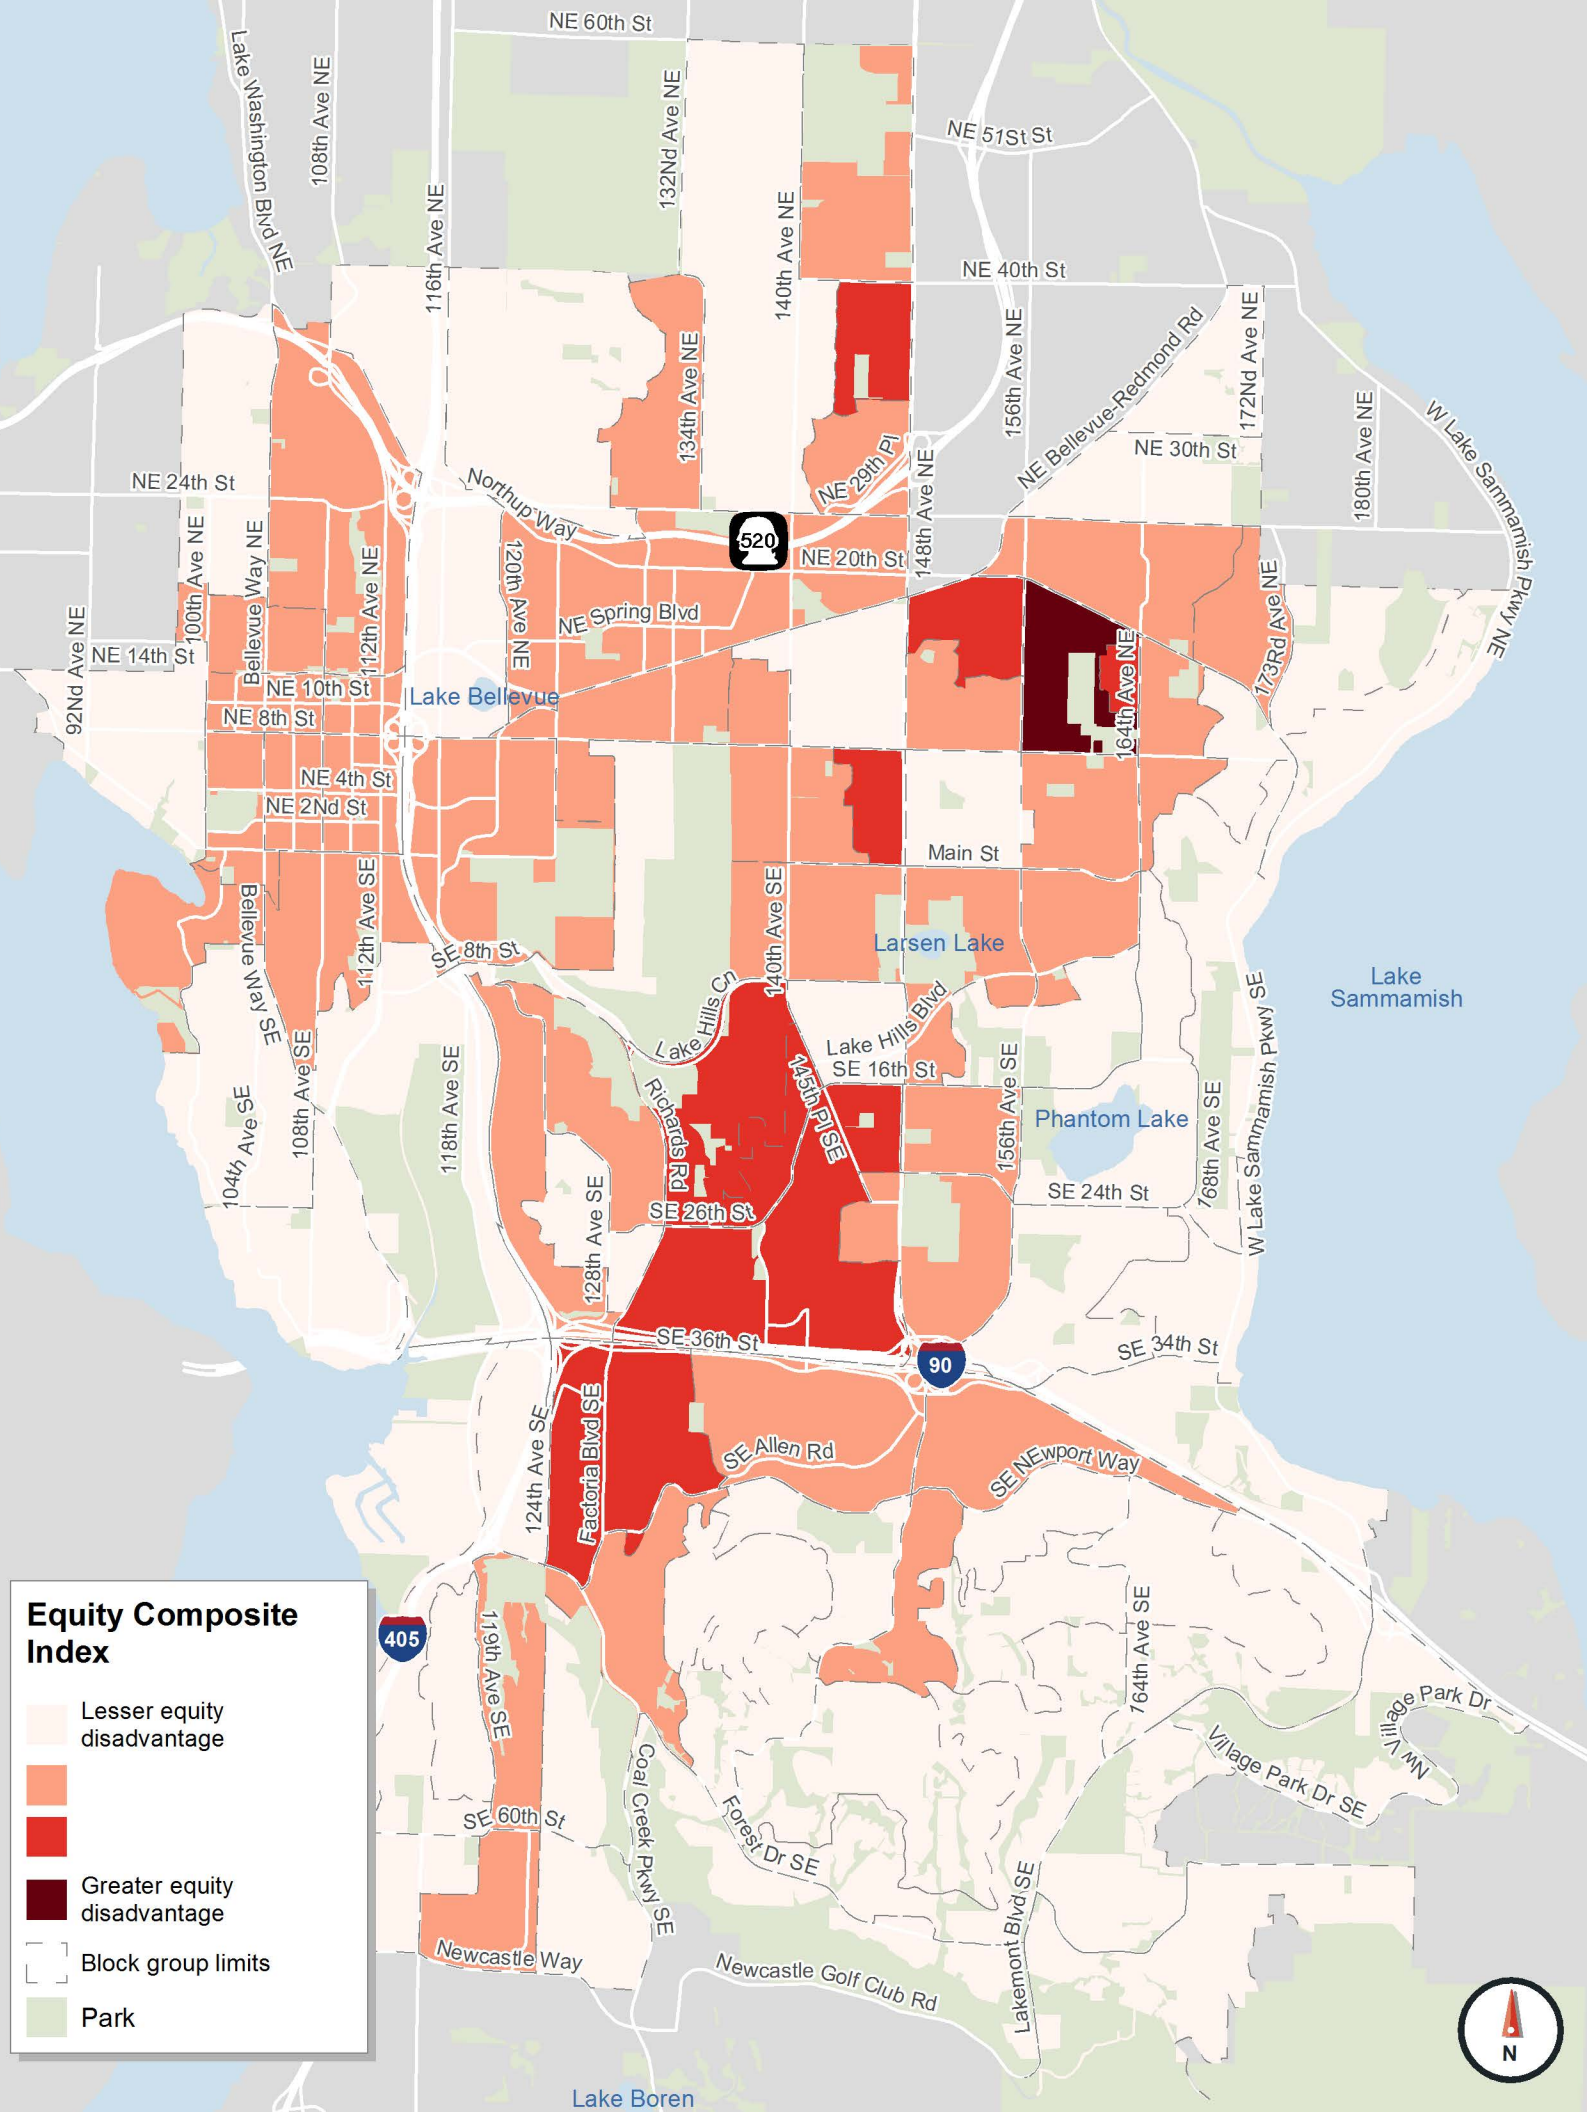 NE 60th St
Lake Washington Blvd NE
108th Ave NE
132Nd Ave NE
NE 51St St
116th Ave NE
140th Ave NE
NE 40th St
134th Ave NE
156th Ave NE
NE Bellevue-Redmond Rd
172Nd Ave NE
180th Ave NE
W Lake Sammamish Pkwy NE
NE 30th St
NE 24th St
Northup Way
NE 29th Pl
148th Ave NE
520
NE 20th St
92Nd Ave NE
100th Ave NE
Bellevue Way NE
112th Ave NE
120th Ave NE
NE Spring Blvd
NE 14th St
164th Ave NE
173Rd Ave NE
NE 10th St
Lake Bellevue
NE 8th St
NE 4th St
NE 2Nd St
Main St
Bellevue Way SE
112th Ave SE
140th Ave SE
SE 8th St
Larsen Lake
Lake
Sammamish
Lake Hills Cn
Lake Hills Blvd
SE 16th St
104th Ave SE
108th Ave SE
118th Ave SE
Richards Rd
145th Pl SE
156th Ave SE
Phantom Lake
168th Ave SE
W Lake Sammamish Pkwy SE
128th Ave SE
SE 26th St
SE 24th St
SE 36th St
SE 34th St
90
124th Ave SE
Factoria Blvd SE
SE Allen Rd
SE NEwport Way
405
119th Ave SE
164th Ave SE
NW Village Park Dr
Village Park Dr SE
SE 60th St
Coal Creek Pkwy SE
Forest Dr SE
Lakemont Blvd SE
Newcastle Way
Newcastle Golf Club Rd
Lake Boren
Equity Composite
Index
Lesser equity
disadvantage
Greater equity
disadvantage
Block group limits
Park
N